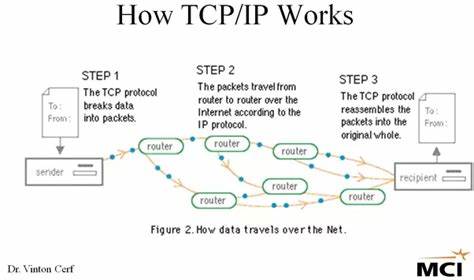 How TCP/IP Works
STEP 1
The TCP protocol
breaks data
into packets.
STEP 2
The packets travel from
router to router over the
Internet according to the
IP protocol.
STEP 3
The TCP protocol
reassembles the
packets into the
original whole.
To:
From:
To:
From:
sender
router
router
router
router
router
router
recipient
Figure 2. How data travels over the Net.
Dr. Vinton Cerf
MCI